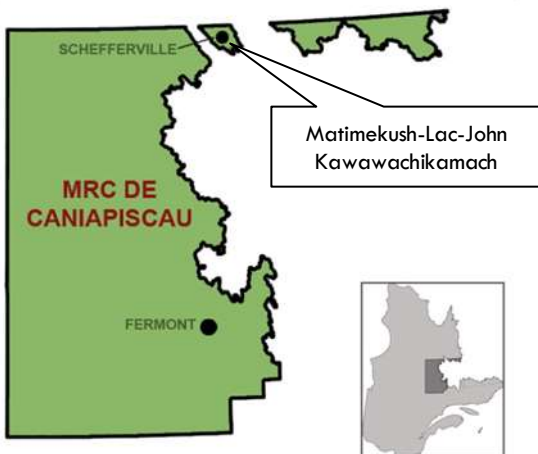 SCHEFFERVILLE
Matimekush-Lac-John
Kawawachikamach
MRC DE
CANIAPISCAU
FERMONT